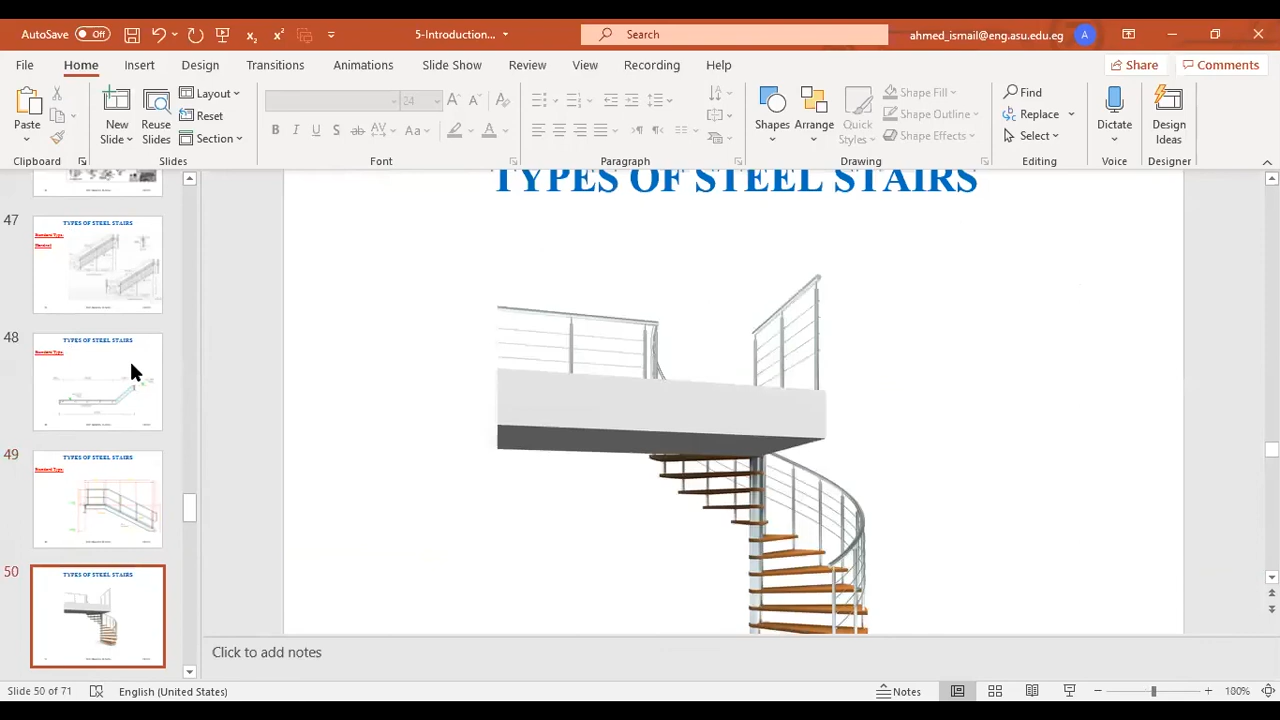 AutoSave Off
5-Introduction...
Search
ahmed_ismail@eng.asu.edu.eg A
File Home Insert Design Transitions Animations Slide Show Review View Recording Help Share Comments
Paste
New Slide
Reuse Slides
Layout
Reset
Section
24
Shapes
Arrange
Quick Styles
Shape Fill
Shape Outline
Shape Effects
Find
Replace
Select
Dictate
Design Ideas
Clipboard Slides Font Paragraph Drawing Editing Voice Designer
TYPES OF STEEL STAIRS
47
TYPES OF STEEL STAIRS
48
TYPES OF STEEL STAIRS
49
TYPES OF STEEL STAIRS
50
TYPES OF STEEL STAIRS
Click to add notes
Slide 50 of 71 English (United States) Notes 100%